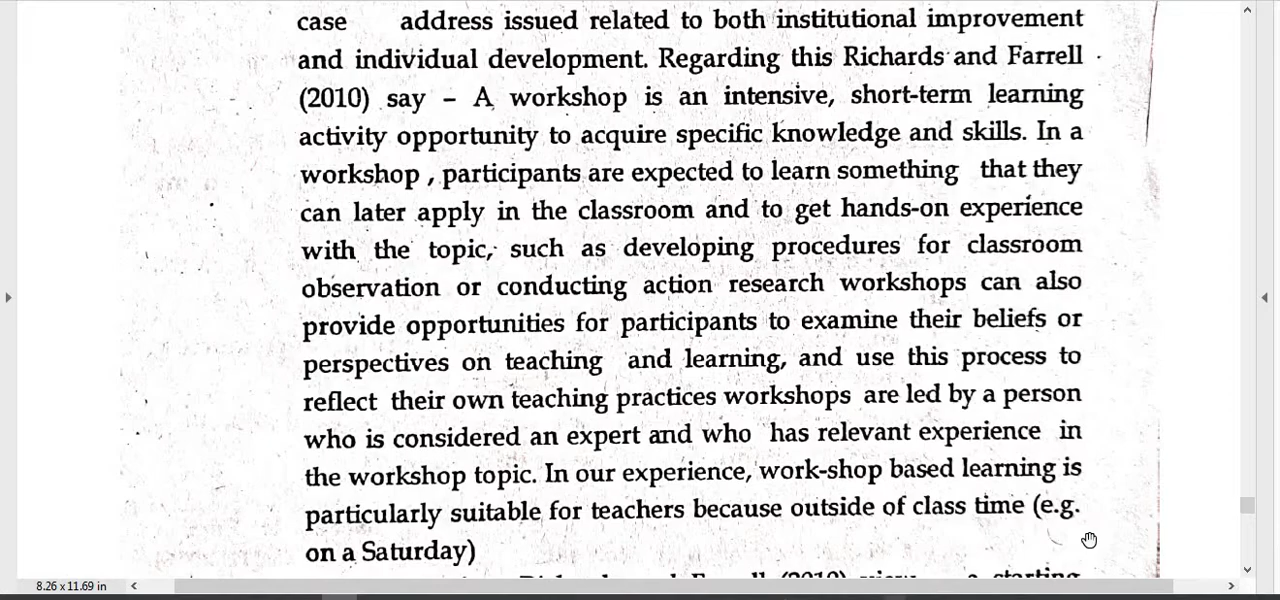 case address issued related to both institutional improvement
and individual development. Regarding this Richards and Farrell
(2010) say – A workshop is an intensive, short-term learning
activity opportunity to acquire specific knowledge and skills. In a
workshop , participants are expected to learn something that they
can later apply in the classroom and to get hands-on experience
with the topic, such as developing procedures for classroom
observation or conducting action research workshops can also
provide opportunities for participants to examine their beliefs or
perspectives on teaching and learning, and use this process to
reflect their own teaching practices workshops are led by a person
who is considered an expert and who has relevant experience in
the workshop topic. In our experience, work-shop based learning is
particularly suitable for teachers because outside of class time (e.g.
on a Saturday)
Farrell (2010) starting
8.26 x 11.69 in